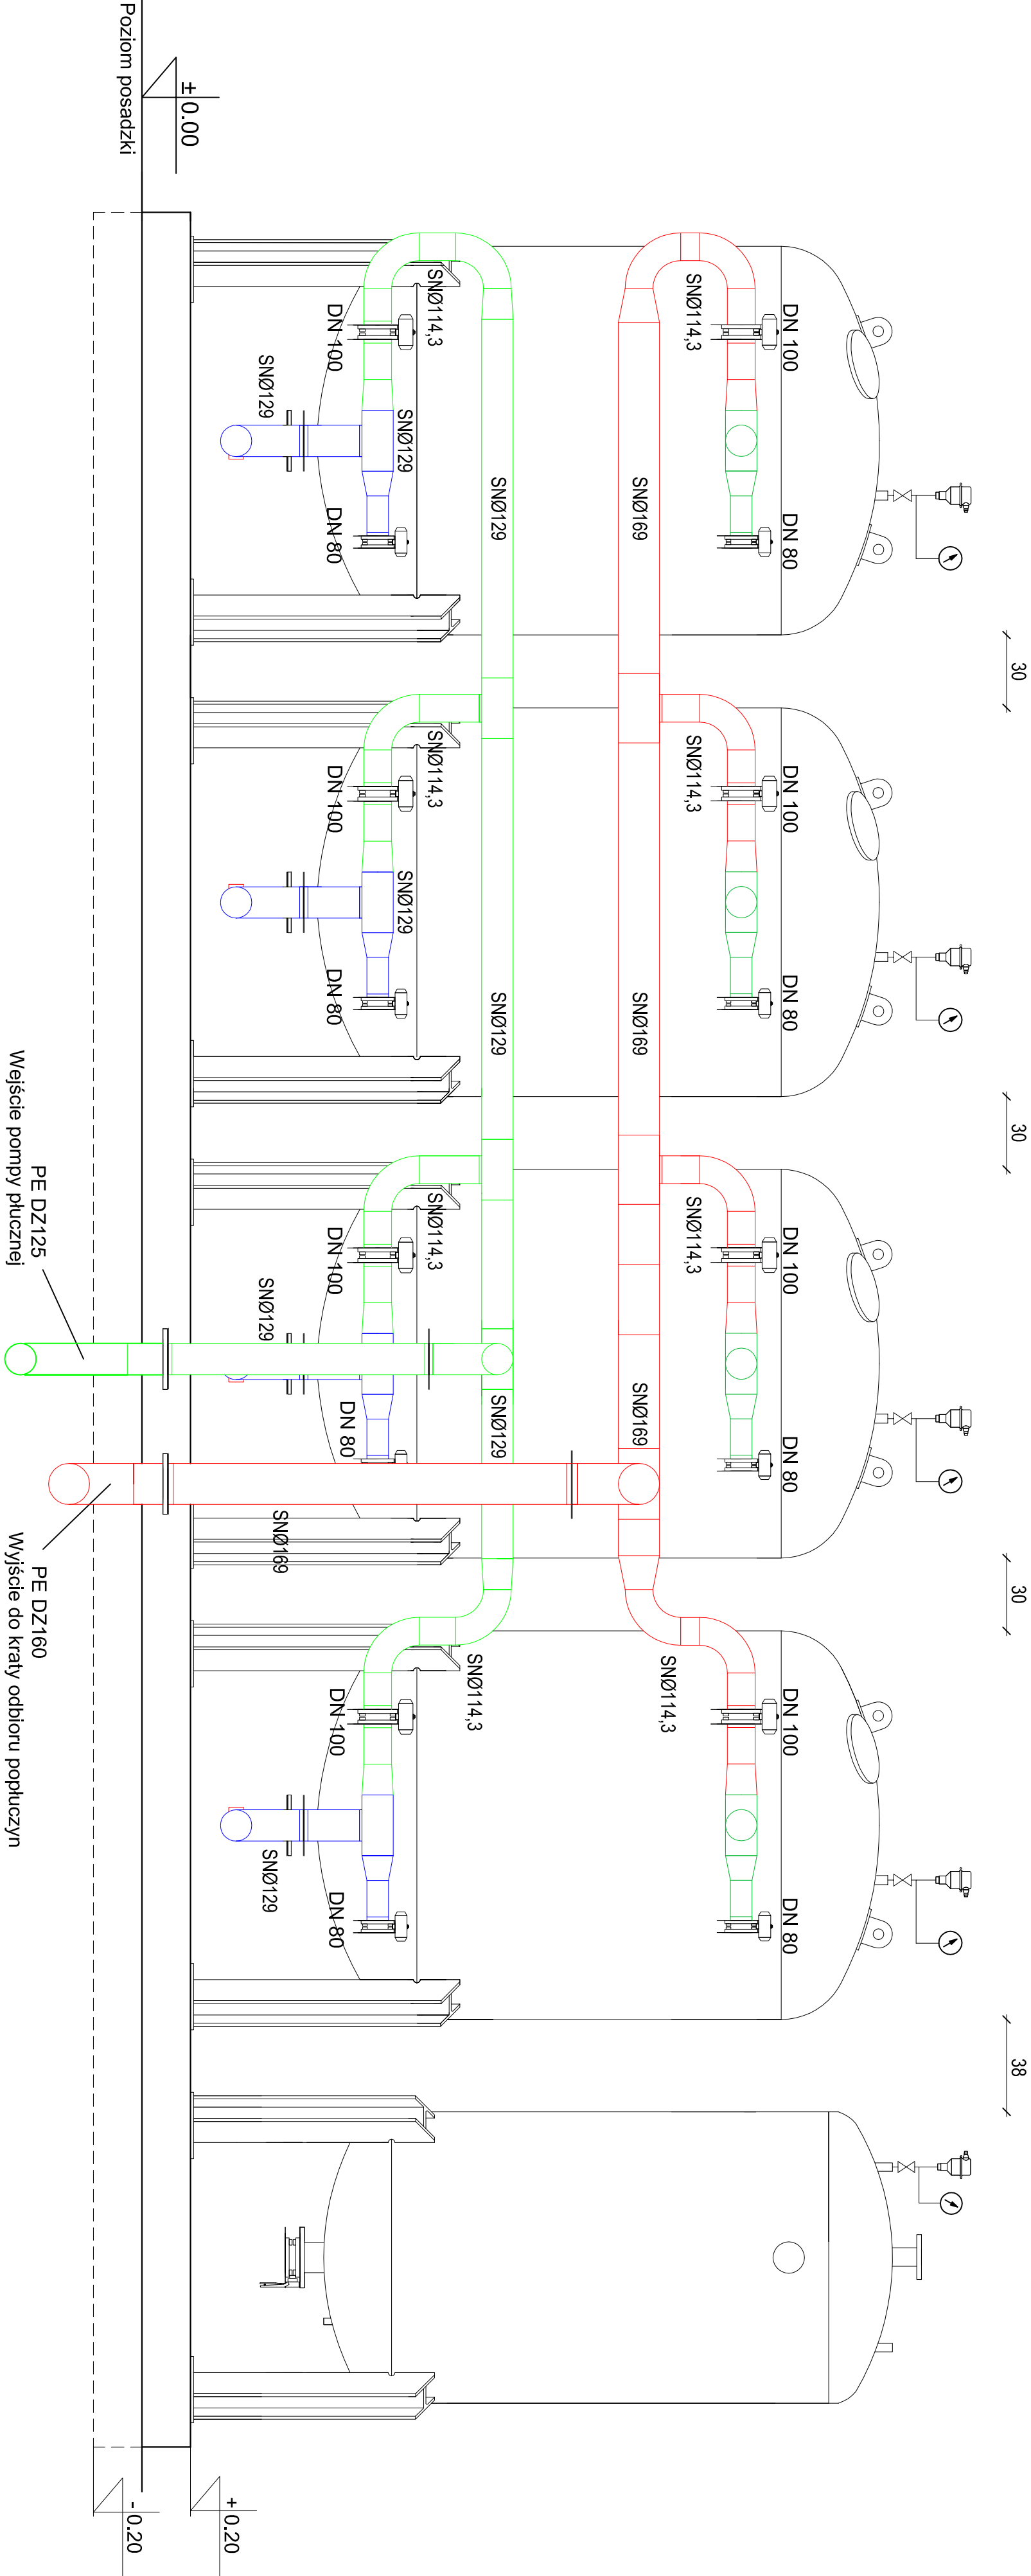 30
30
30
38
DN 100
DN 80
DN 100
DN 80
DN 100
DN 80
DN 100
DN 80
SNØ114,3
SNØ114,3
SNØ114,3
SNØ114,3
SNØ169
SNØ169
SNØ169
SNØ129
SNØ129
SNØ129
SNØ114,3
SNØ114,3
SNØ114,3
SNØ114,3
SNØ129
SNØ129
DN 100
DN 80
DN 100
DN 80
DN 100
DN 80
DN 100
DN 80
SNØ129
SNØ129
SNØ169
SNØ129
+ 0.20
± 0.00
- 0.20
Poziom posadzki
PE DZ125
Wejście pompy płucznej
PE DZ160
Wyjście do kraty odbioru popłuczyn